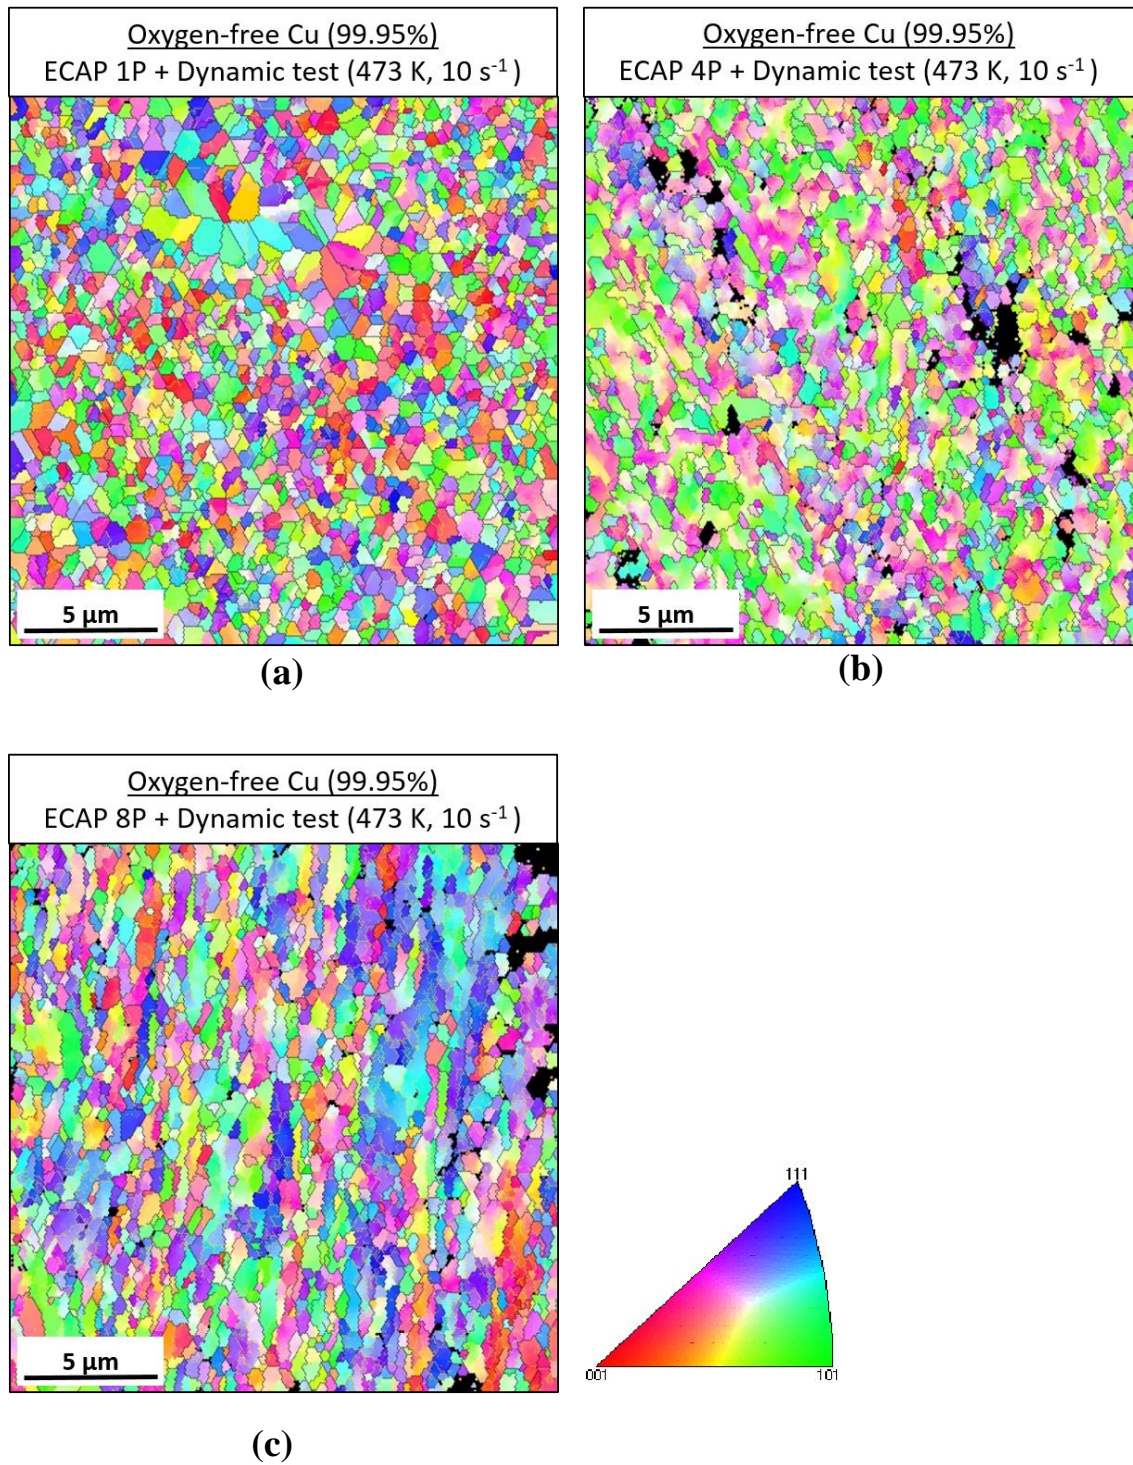 Oxygen-free Cu (99.95%)
ECAP 1P + Dynamic test (473 K, 10 s⁻¹)
5 μm
(a)
Oxygen-free Cu (99.95%)
ECAP 4P + Dynamic test (473 K, 10 s⁻¹)
5 μm
(b)
Oxygen-free Cu (99.95%)
ECAP 8P + Dynamic test (473 K, 10 s⁻¹)
5 μm
(c)
111
001
101